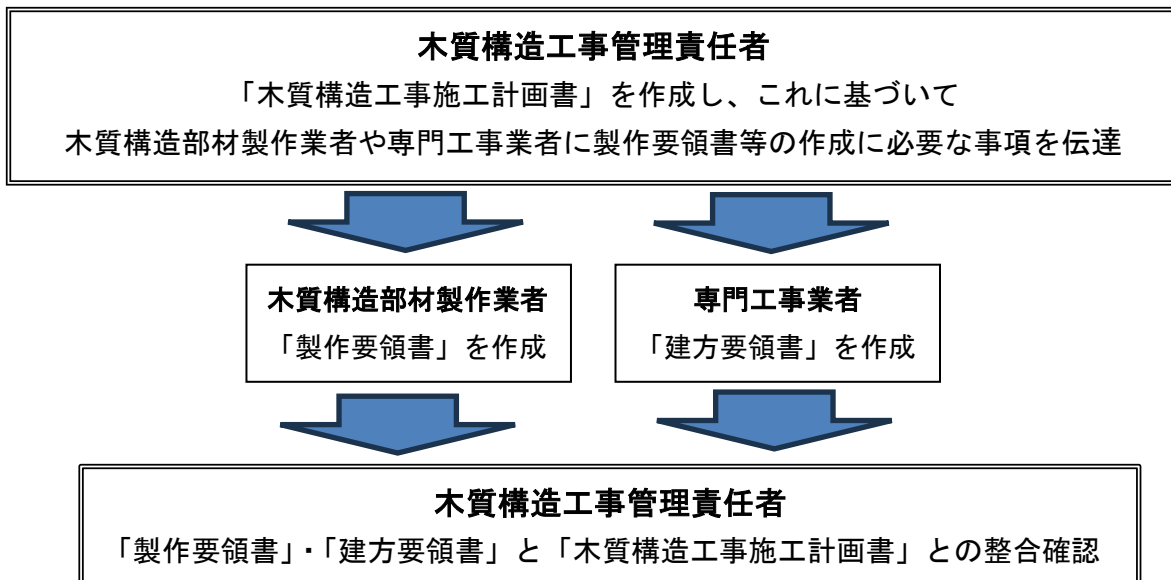 木質構造工事管理責任者
「木質構造工事施工計画書」を作成し、これに基づいて
木質構造部材製作業者や専門工事業者に製作要領書等の作成に必要な事項を伝達
木質構造部材製作業者
「製作要領書」を作成
専門工事業者
「建方要領書」を作成
木質構造工事管理責任者
「製作要領書」・「建方要領書」と「木質構造工事施工計画書」との整合確認